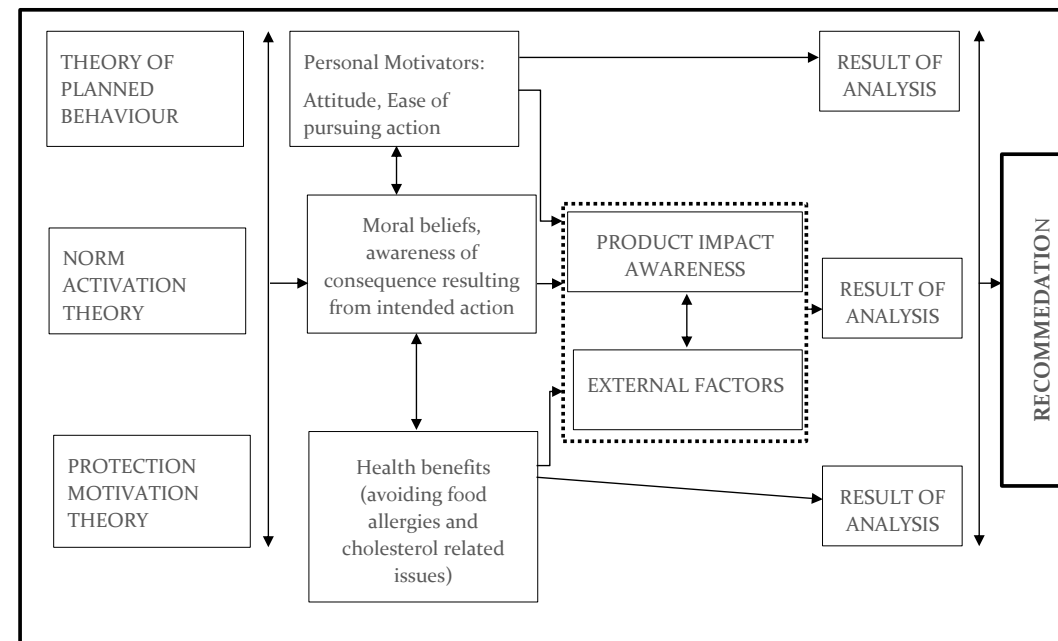 THEORY OF
PLANNED
BEHAVIOUR
NORM
ACTIVATION
THEORY
PROTECTION
MOTIVATION
THEORY
Personal Motivators:
Attitude, Ease of
pursuing action
Moral beliefs,
awareness of
consequence resulting
from intended action
Health benefits
(avoiding food
allergies and
cholesterol related
issues)
PRODUCT IMPACT
AWARENESS
EXTERNAL FACTORS
RESULT OF
ANALYSIS
RESULT OF
ANALYSIS
RESULT OF
ANALYSIS
RECOMMEDATION